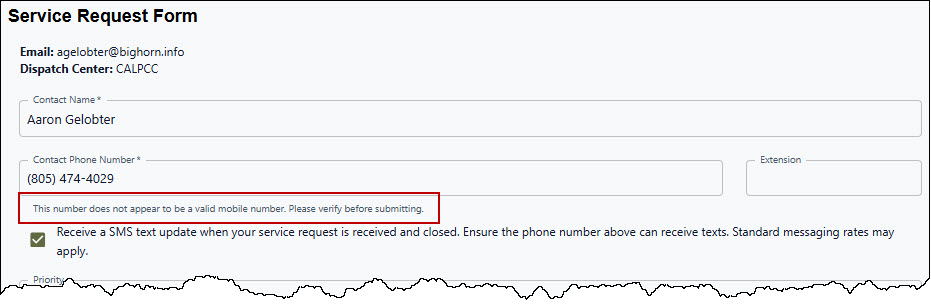 Service Request Form
Email: agelobter@bighorn.info
Dispatch Center: CALPCC
Contact Name *
Aaron Gelobter
Contact Phone Number *
Extension
(805) 474-4029
This number does not appear to be a valid mobile number. Please verify before submitting.
Receive a SMS text update when your service request is received and closed. Ensure the phone number above can receive texts. Standard messaging rates may
apply.
Priority